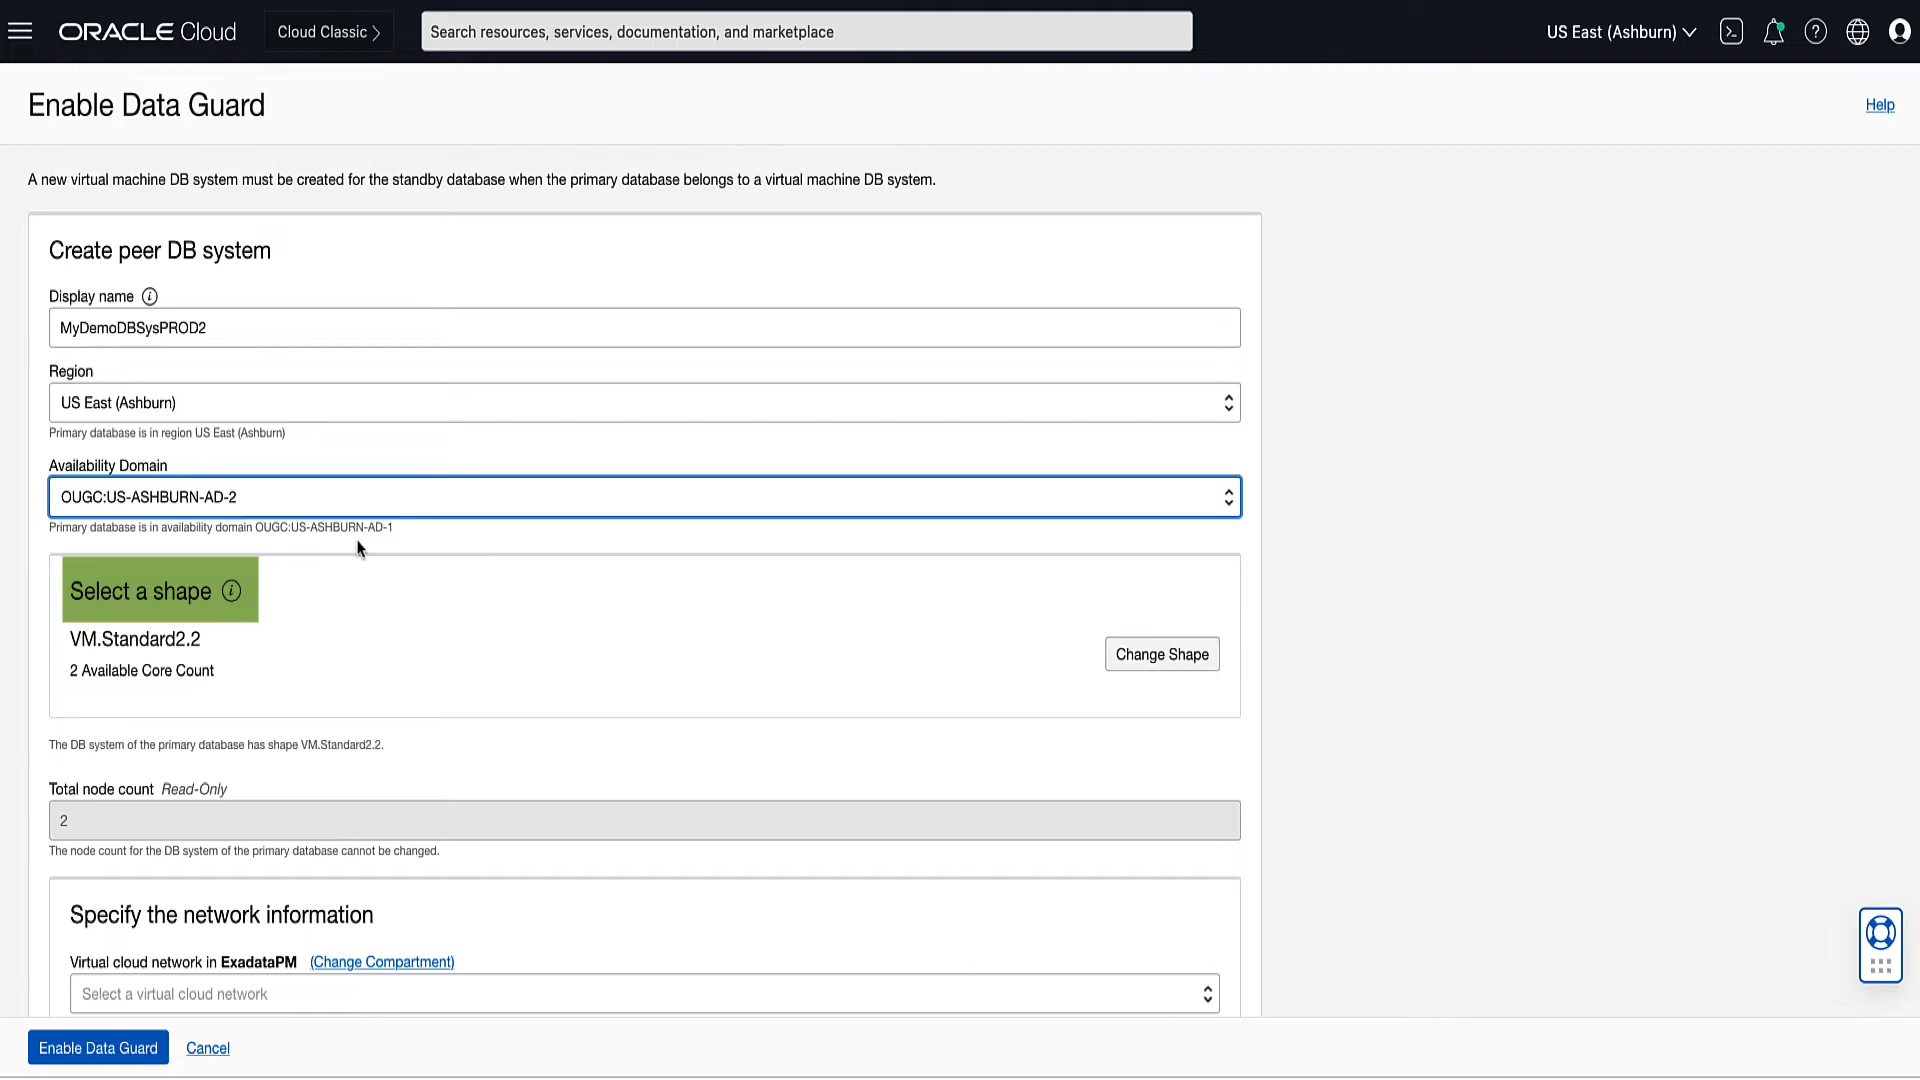 ORACLE Cloud
Cloud Classic
Search resources, services, documentation, and marketplace
US East (Ashburn)
Enable Data Guard
Help
A new virtual machine DB system must be created for the standby database when the primary database belongs to a virtual machine DB system.
Create peer DB system
Display name
MyDemoDBSysPROD2
Region
US East (Ashburn)
Primary database is in region US East (Ashburn)
Availability Domain
OUGC:US-ASHBURN-AD-2
Primary database is in availability domain OUGC:US-ASHBURN-AD-1
Select a shape
VM.Standard2.2
2 Available Core Count
Change Shape
The DB system of the primary database has shape VM.Standard2.2.
Total node count Read-Only
2
The node count for the DB system of the primary database cannot be changed.
Specify the network information
Virtual cloud network in ExadataPM (Change Compartment)
Select a virtual cloud network
Enable Data Guard
Cancel